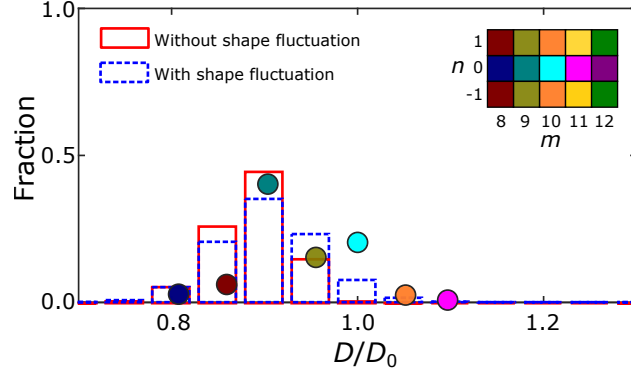 1.0
Without shape fluctuation
With shape fluctuation
1
n 0
-1
8 9 10 11 12
m
Fraction
0.5
0.0
0.8 1.0 1.2
D/D0